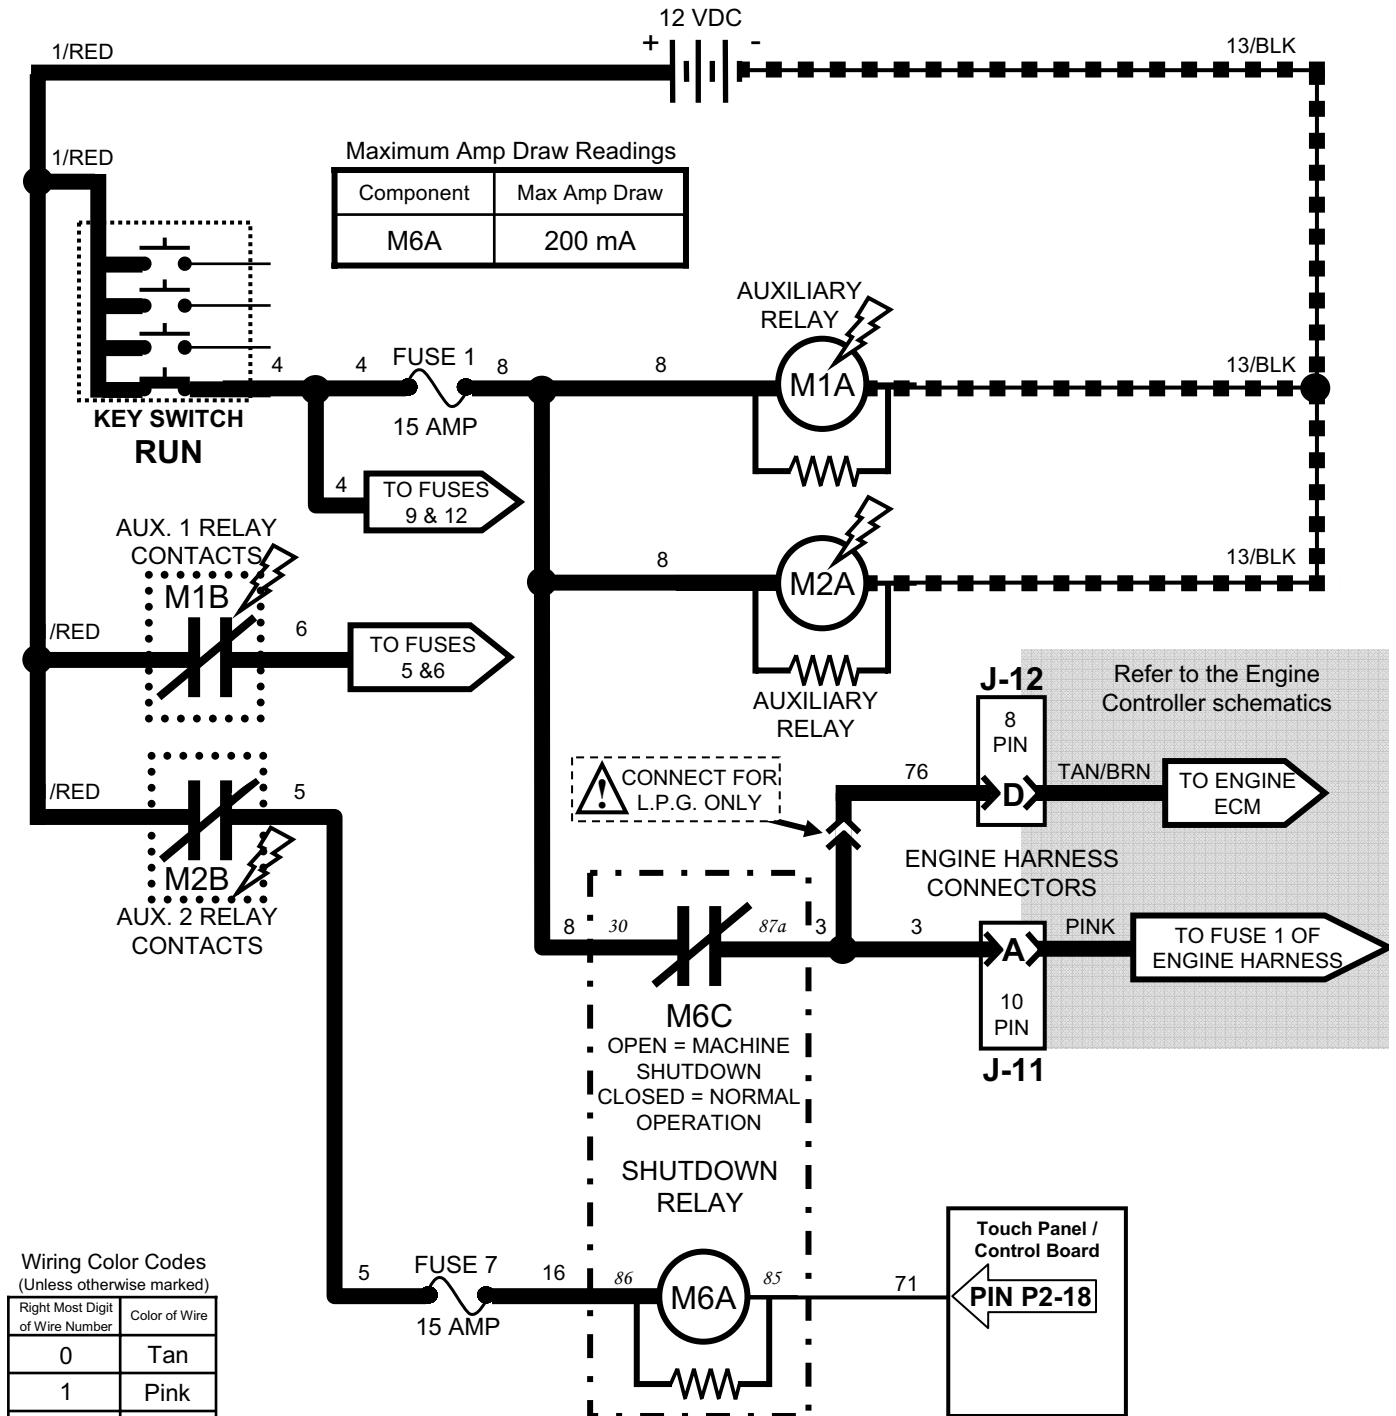 12 VDC
+ -
1/RED
13/BLK
1/RED
Maximum Amp Draw Readings
Component Max Amp Draw
M6A 200 mA
AUXILIARY
RELAY
M1A
13/BLK
4 4 FUSE 1 8 8
15 AMP
KEY SWITCH
RUN
4 TO FUSES
9 & 12
AUX. 1 RELAY
CONTACTS
M1B
/RED
6
TO FUSES
5 &6
8
M2A
13/BLK
AUXILIARY
RELAY
J-12
8
PIN
D
Refer to the Engine
Controller schematics
CONNECT FOR
L.P.G. ONLY
76
TAN/BRN
TO ENGINE
ECM
/RED
5
M2B
AUX. 2 RELAY
CONTACTS
ENGINE HARNESS
CONNECTORS
8 30 87a 3 3
A
10
PIN
J-11
PINK
TO FUSE 1 OF
ENGINE HARNESS
M6C
OPEN = MACHINE
SHUTDOWN
CLOSED = NORMAL
OPERATION
SHUTDOWN
RELAY
Touch Panel /
Control Board
PIN P2-18
5 FUSE 7 16 86 M6A 85 71
15 AMP
Wiring Color Codes
(Unless otherwise marked)
Right Most Digit
of Wire Number
Color of Wire
0 Tan
1 Pink